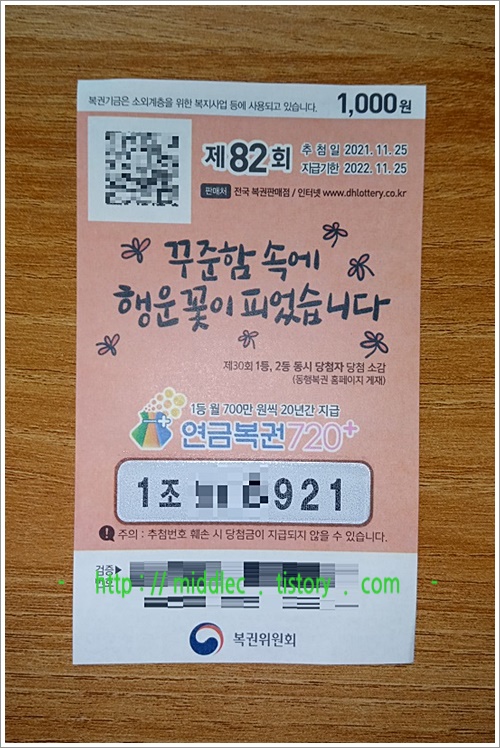 복권기금은 소외계층을 위한 복지사업 등에 사용되고 있습니다. 1,000원
제82회
추 첨 일 2021. 11. 25
지급기한 2022. 11. 25
판매처 전국 복권판매점 / 인터넷 www.dhlottery.co.kr
꾸준함 속에
행운 꽃이 피었습니다
제30회 1등, 2등 동시 당첨자 당첨 소감
(동행복권 홈페이지 게재)
1등 월 700만 원씩 20년간 지급
연금복권720+
1조 921
! 주의 : 추첨번호 훼손 시 당첨금이 지급되지 않을 수 있습니다.
검증▶
- http://middlec.tistory.com -
복권위원회